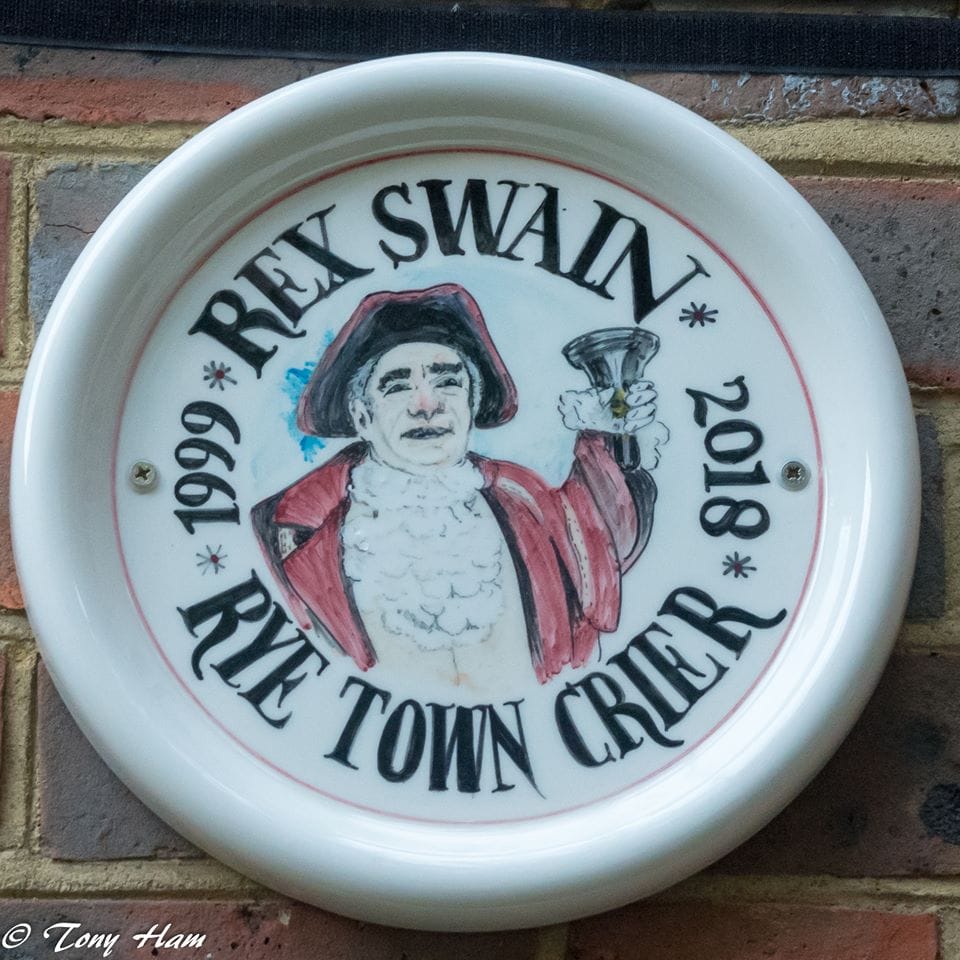 REX SWAIN
1999
2018
RYE TOWN CRIER
© Tony Ham